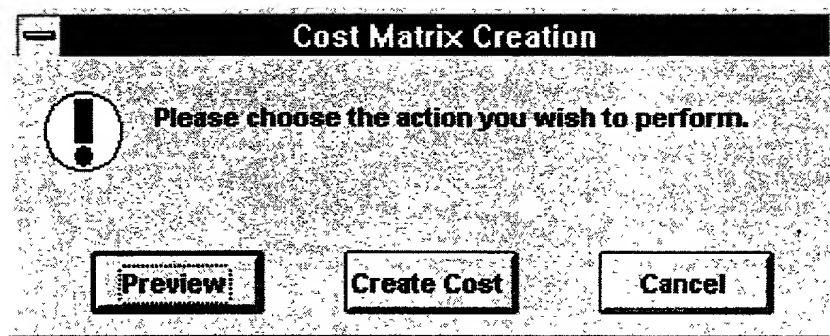 Cost Matrix Creation
Please choose the action you wish to perform.
Preview Create Cost Cancel